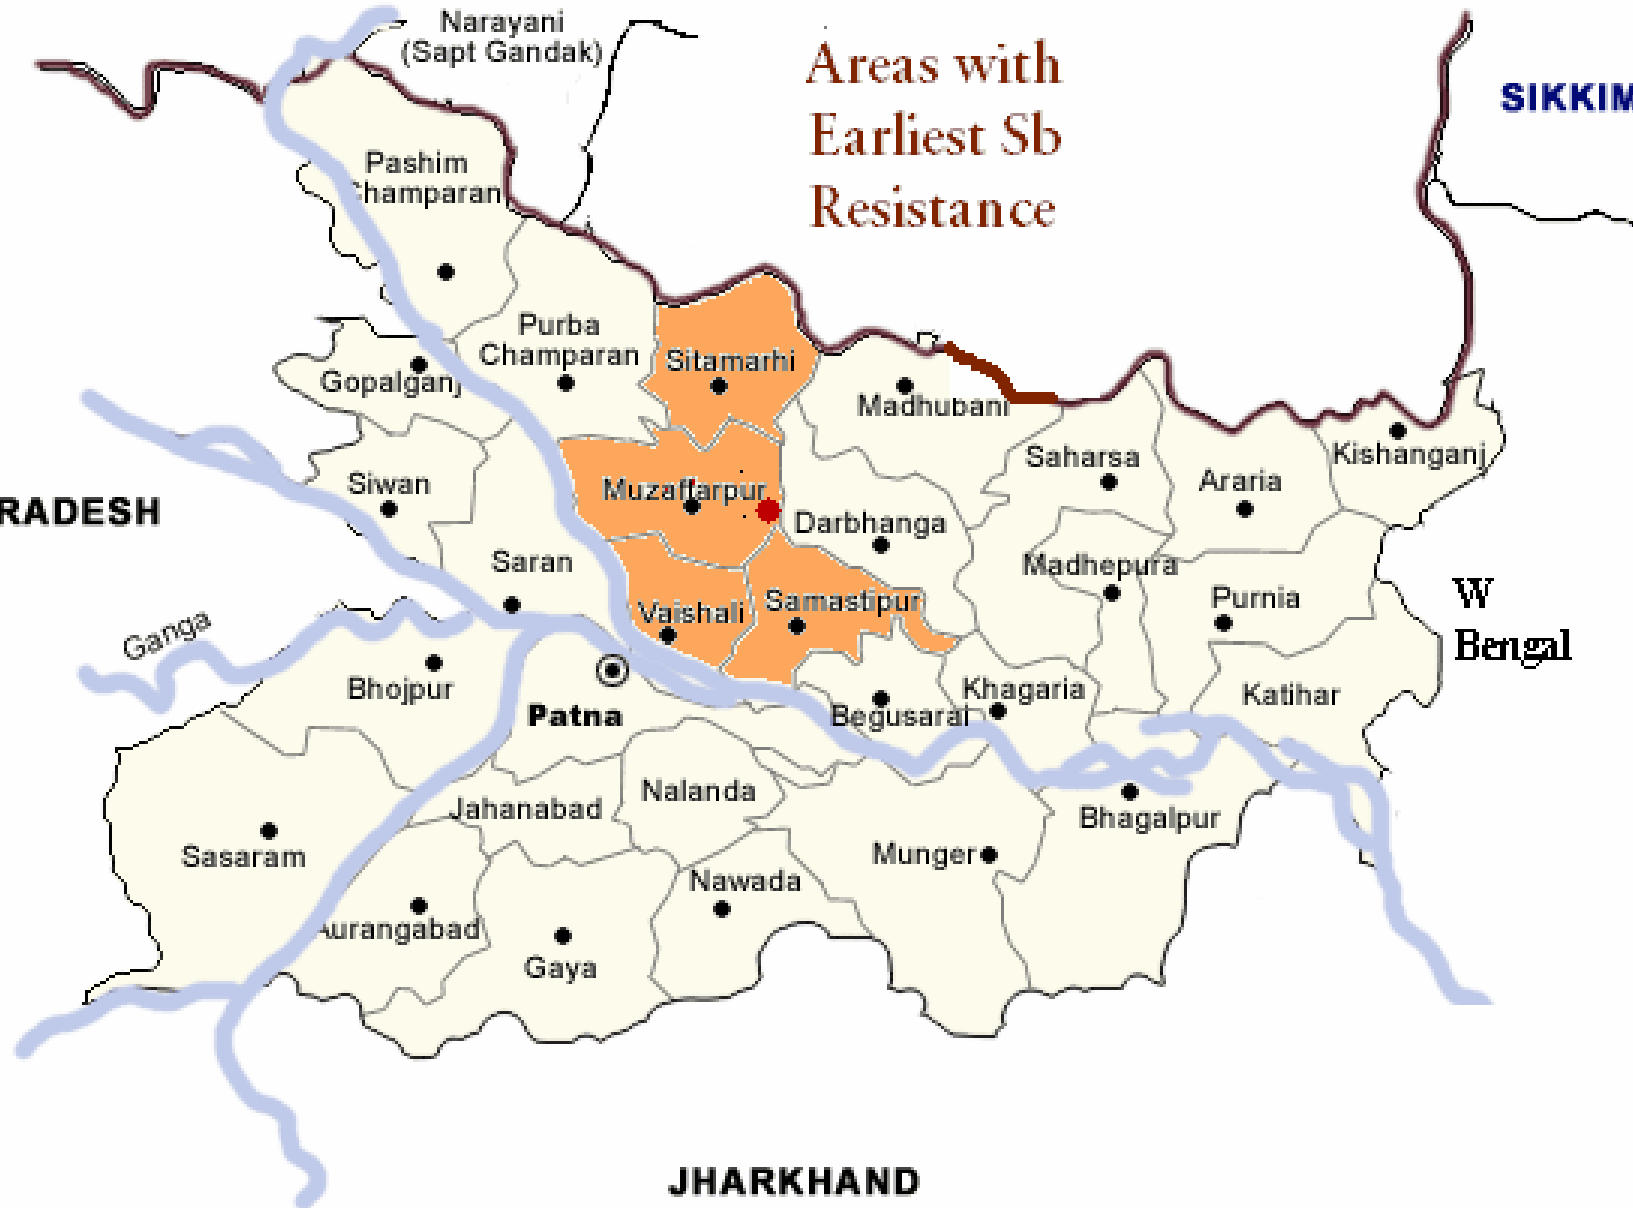 Narayani
(Sapt Gandak)
Areas with
Earliest Sb
Resistance
SIKKIM
Pashim
Champaran
Purba
Champaran
Sitamarhi
Gopalganj
Madhubani
Saharsa
Kishanganj
Araria
Siwan
Muzaffarpur
RADESH
Darbhanga
Saran
Madhepura
Purnia
W
Bengal
Vaishali
Samastipur
Ganga
Bhojpur
Patna
Begusarai
Khagaria
Katihar
Jahanabad
Nalanda
Bhagalpur
Sasaram
Munger
Nawada
Aurangabad
Gaya
JHARKHAND